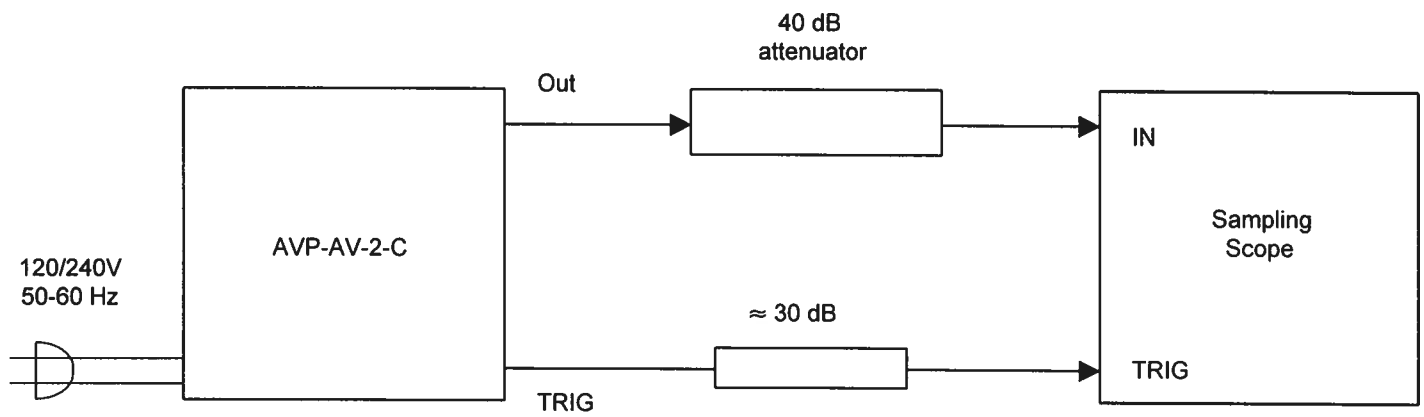 40 dB
attenuator
Out
IN
AVP-AV-2-C
Sampling
Scope
120/240V
50-60 Hz
≈ 30 dB
TRIG
TRIG